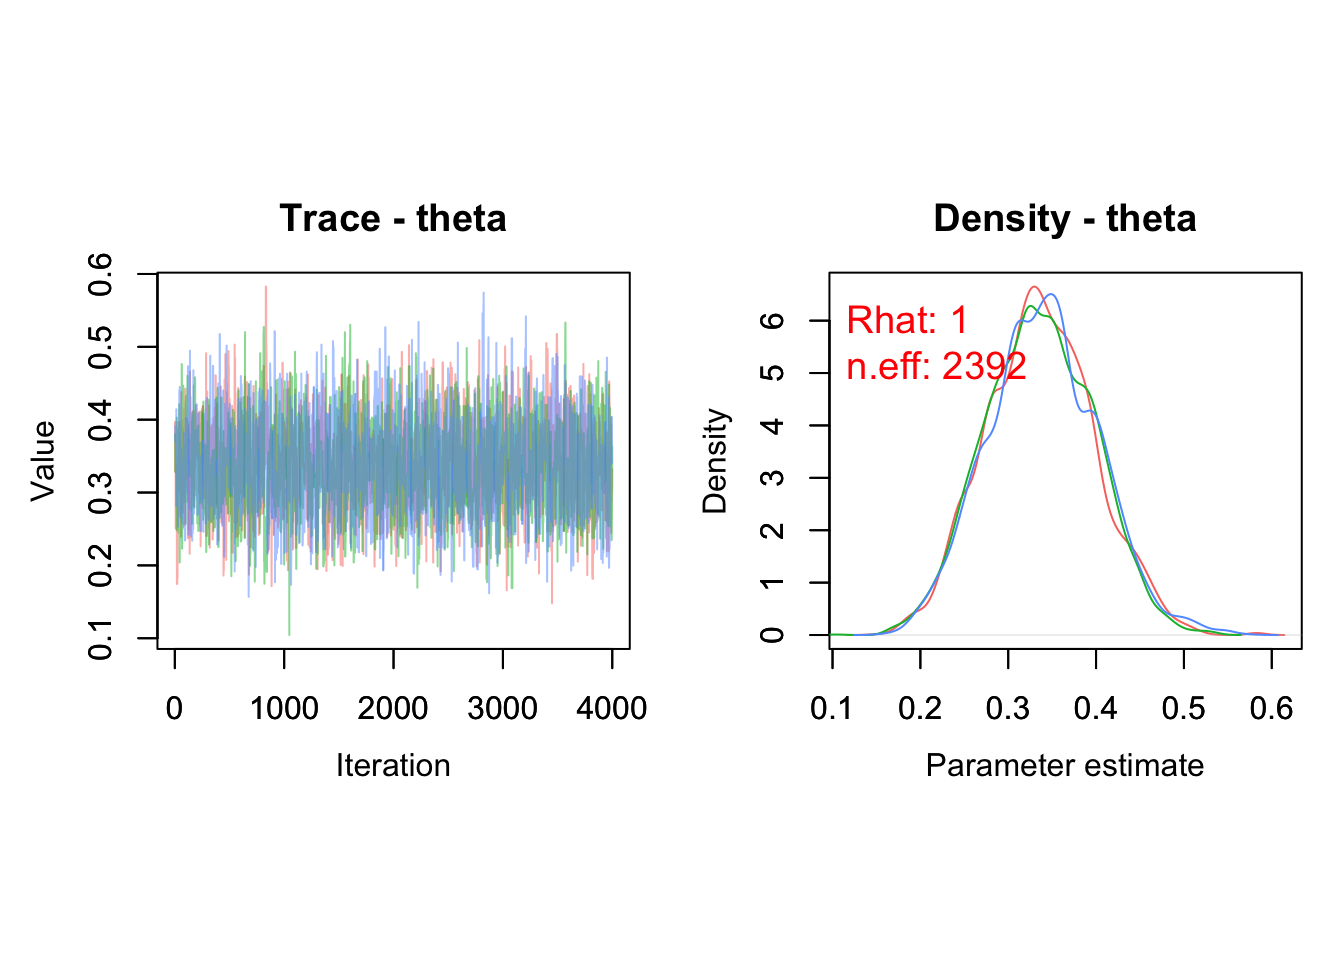 Trace - theta
Value
0.1 0.2 0.3 0.4 0.5 0.6
0 1000 2000 3000 4000
Iteration
Density - theta
Rhat: 1
n.eff: 2392
Density
0 1 2 3 4 5 6
0.1 0.2 0.3 0.4 0.5 0.6
Parameter estimate